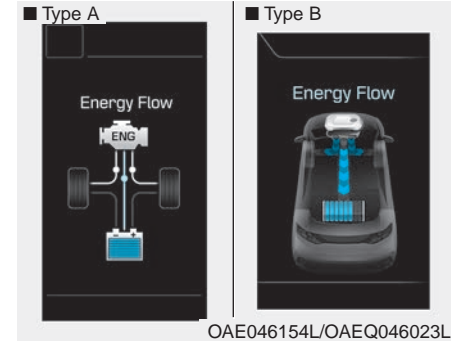 ■ Type A
■ Type B
Energy Flow
ENG
Energy Flow
OAE046154L/OAEQ046023L